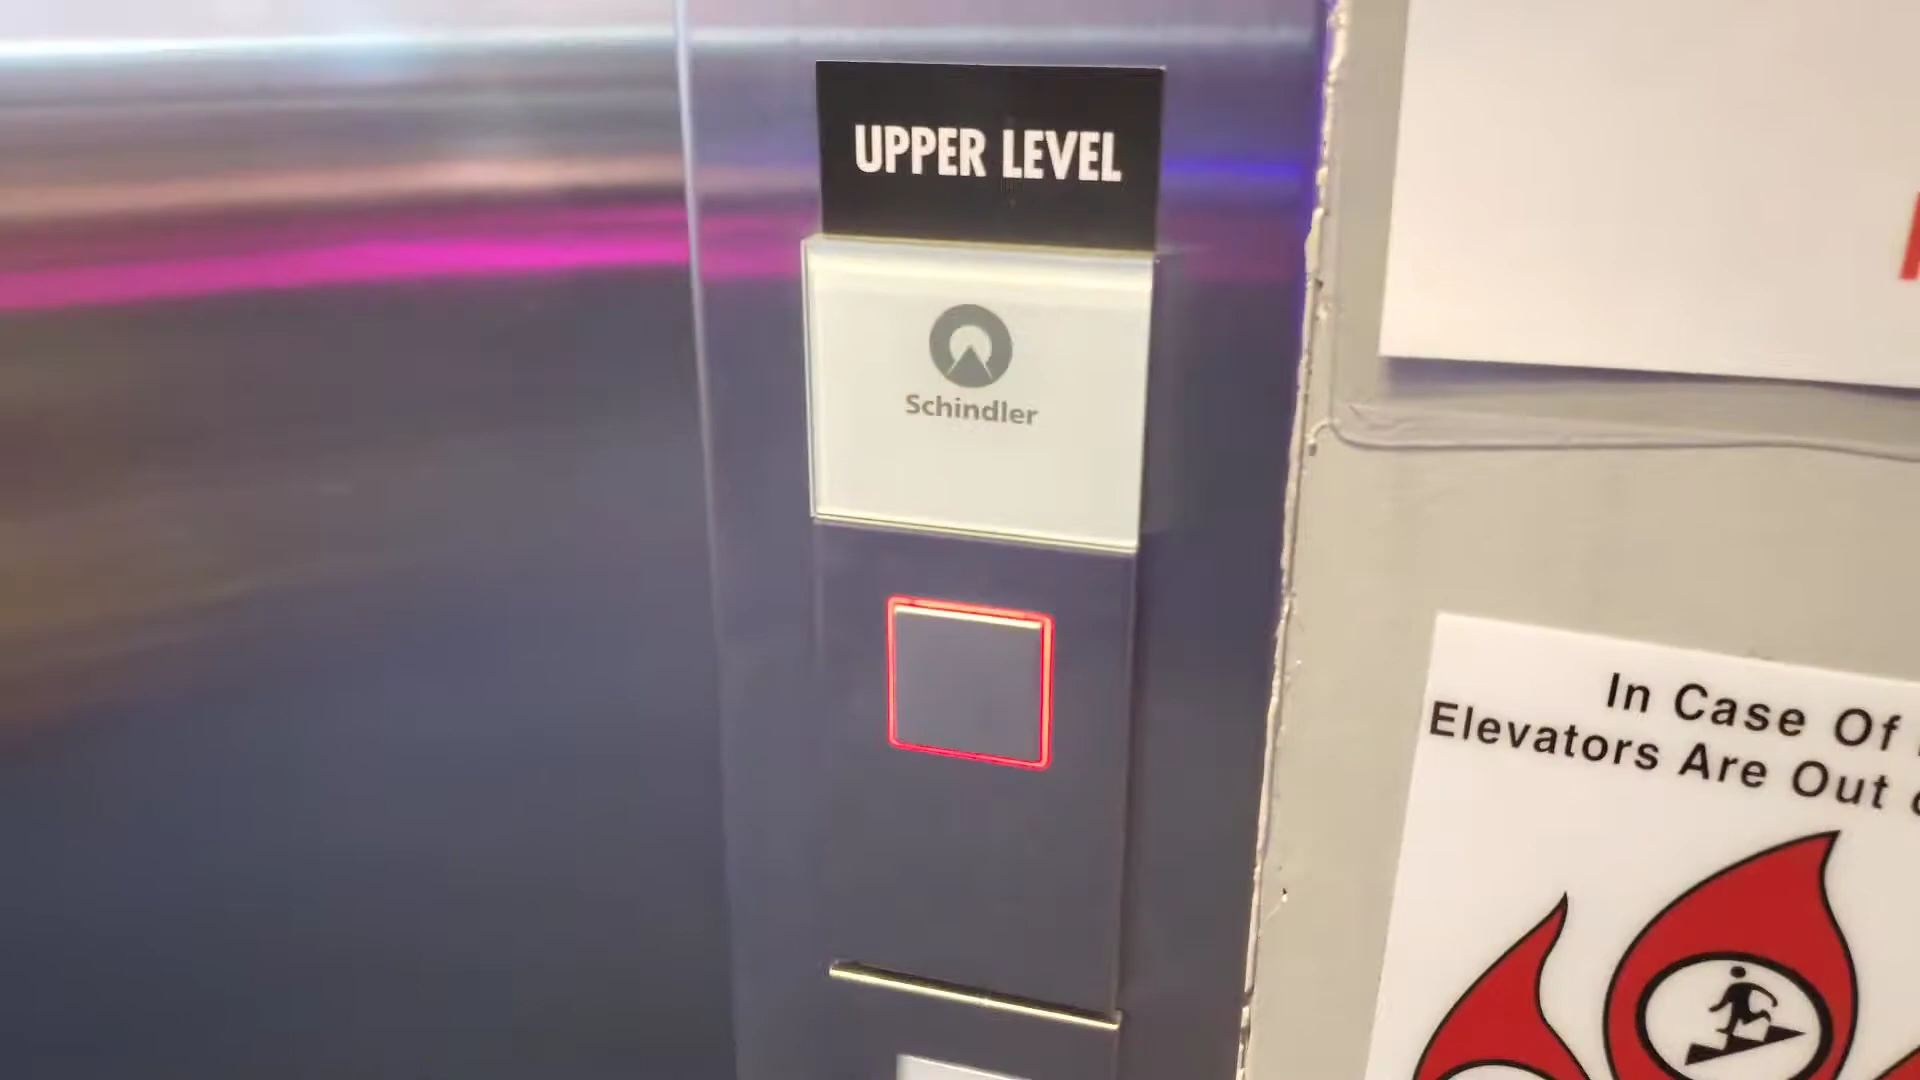 UPPER LEVEL
Schindler
In Case Of
Elevators Are Out